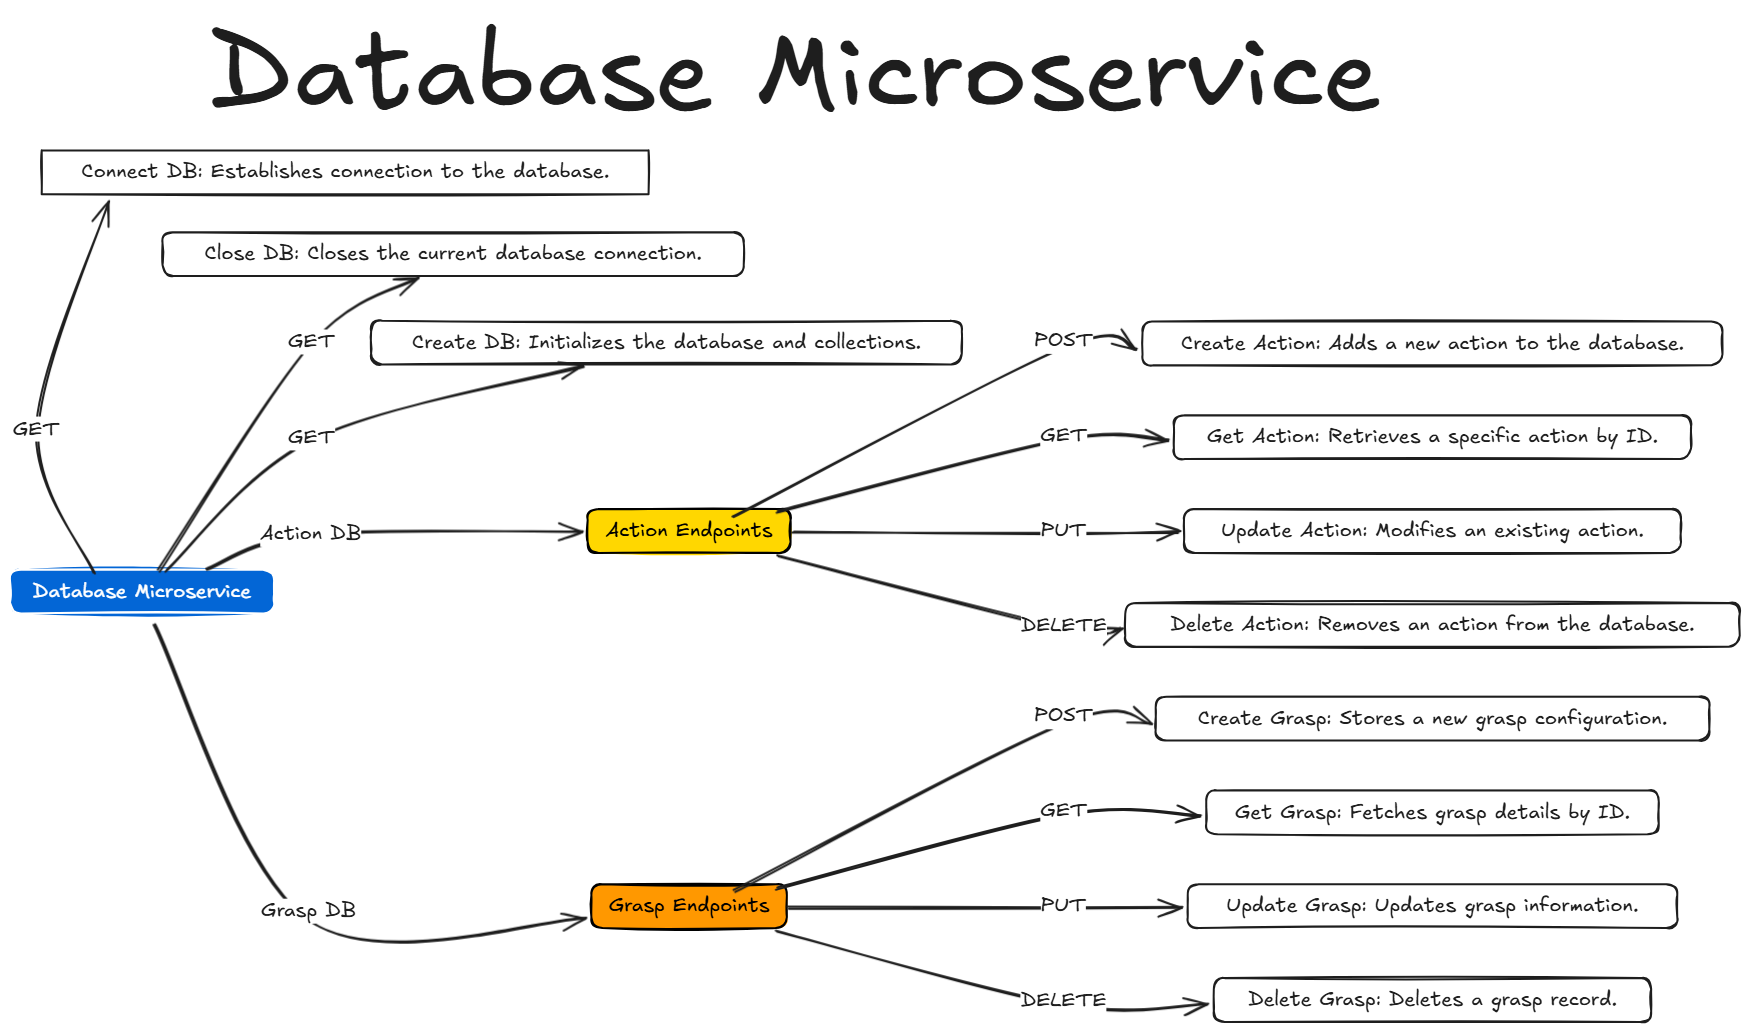 Database Microservice
Connect DB: Establishes connection to the database.
Close DB: Closes the current database connection.
GET
Create DB: Initializes the database and collections.
GET
GET
Action DB
Database Microservice
Grasp DB
Action Endpoints
POST
Create Action: Adds a new action to the database.
GET
Get Action: Retrieves a specific action by ID.
PUT
Update Action: Modifies an existing action.
DELETE
Delete Action: Removes an action from the database.
Grasp Endpoints
POST
Create Grasp: Stores a new grasp configuration.
GET
Get Grasp: Fetches grasp details by ID.
PUT
Update Grasp: Updates grasp information.
DELETE
Delete Grasp: Deletes a grasp record.